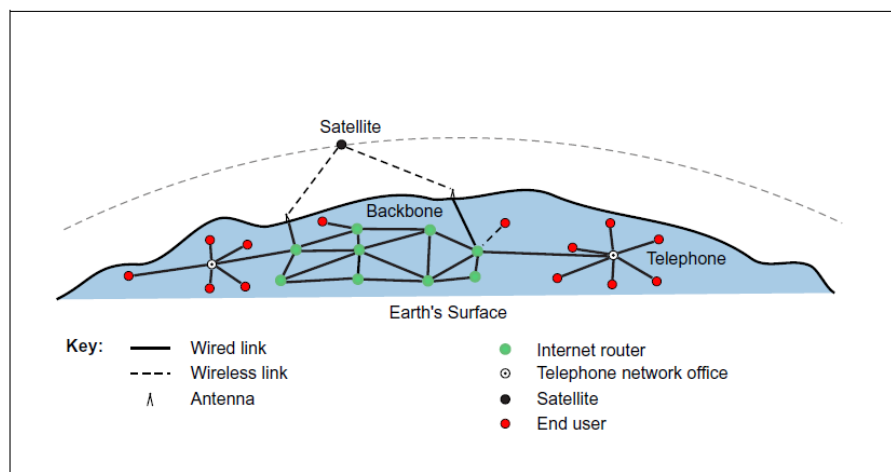 Satellite
Backbone
Telephone
Earth's Surface
Key:
Wired link
Wireless link
Antenna
Internet router
Telephone network office
Satellite
End user